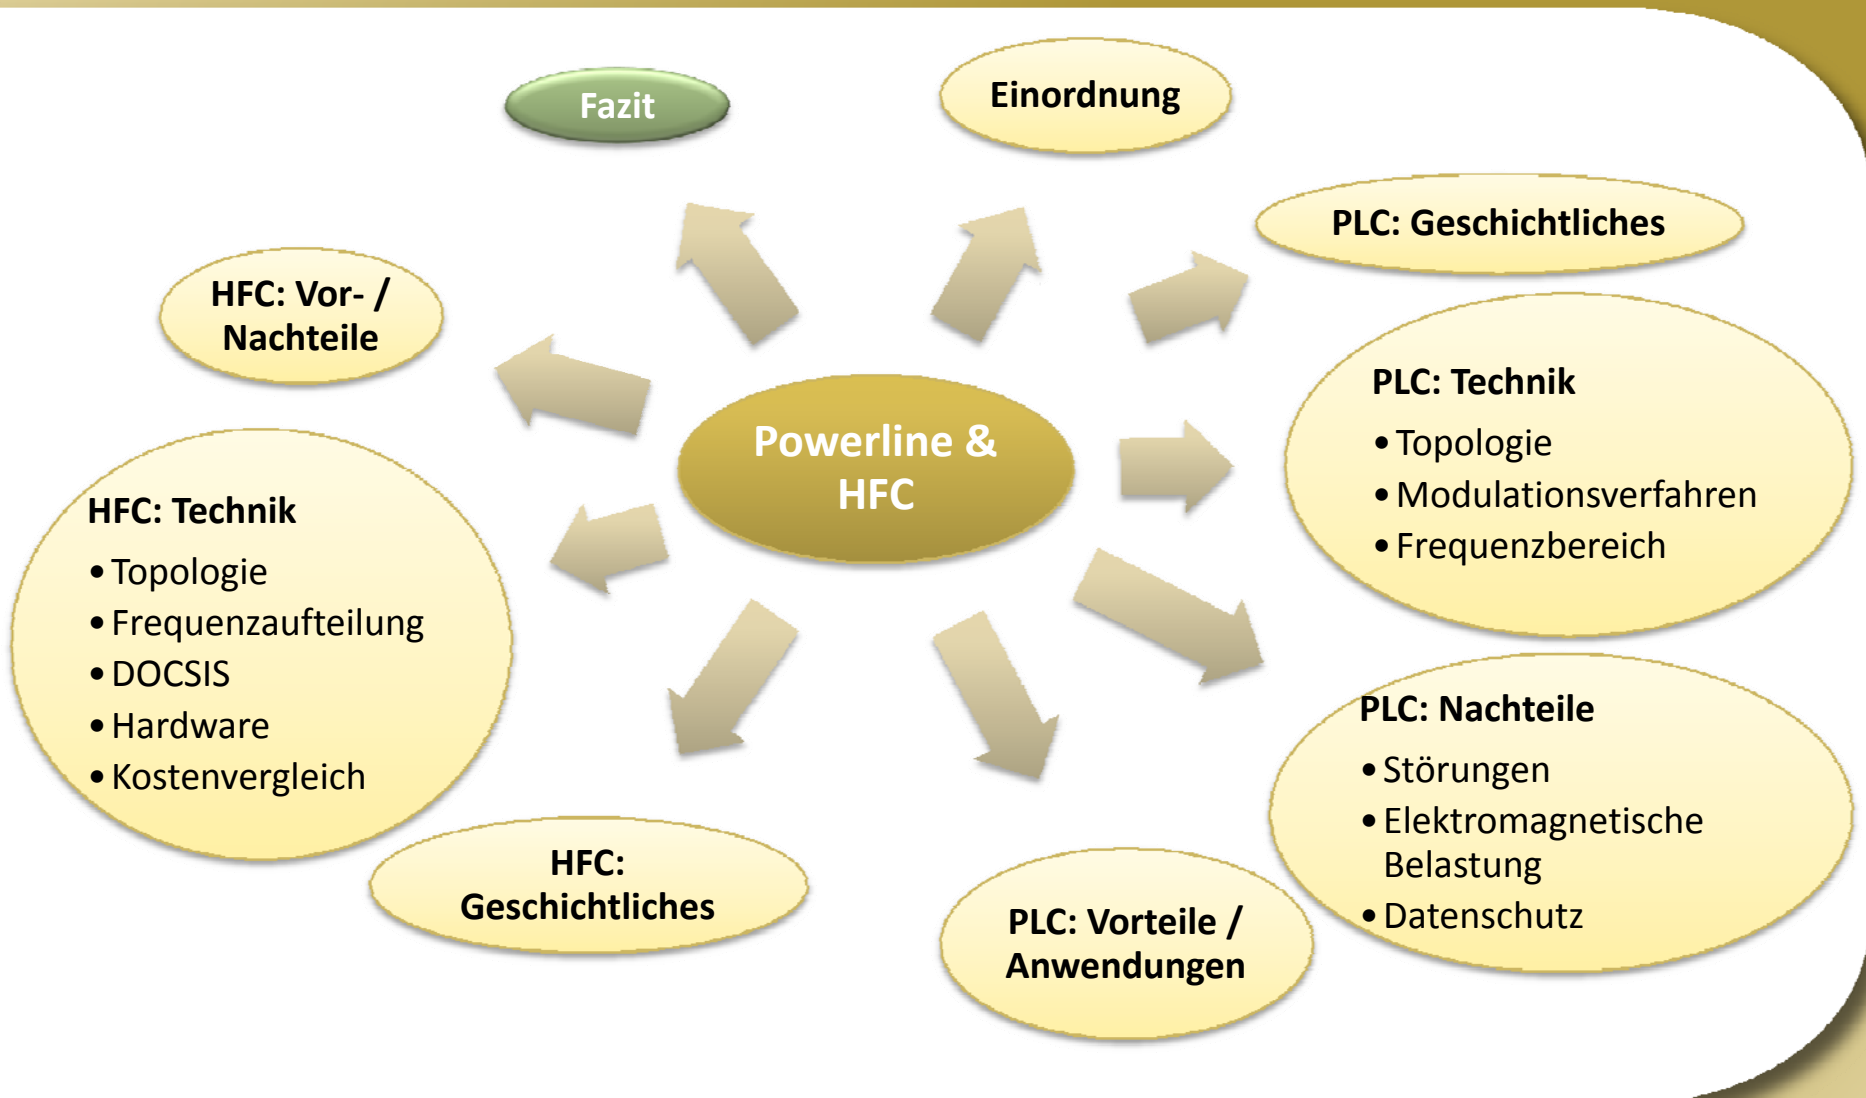 Fazit
Einordnung
PLC: Geschichtliches
PLC: Technik
• Topologie
• Modulationsverfahren
• Frequenzbereich
PLC: Nachteile
• Störungen
• Elektromagnetische
Belastung
• Datenschutz
PLC: Vorteile /
Anwendungen
HFC:
Geschichtliches
HFC: Technik
• Topologie
• Frequenzaufteilung
• DOCSIS
• Hardware
• Kostenvergleich
HFC: Vor- /
Nachteile
Powerline &
HFC